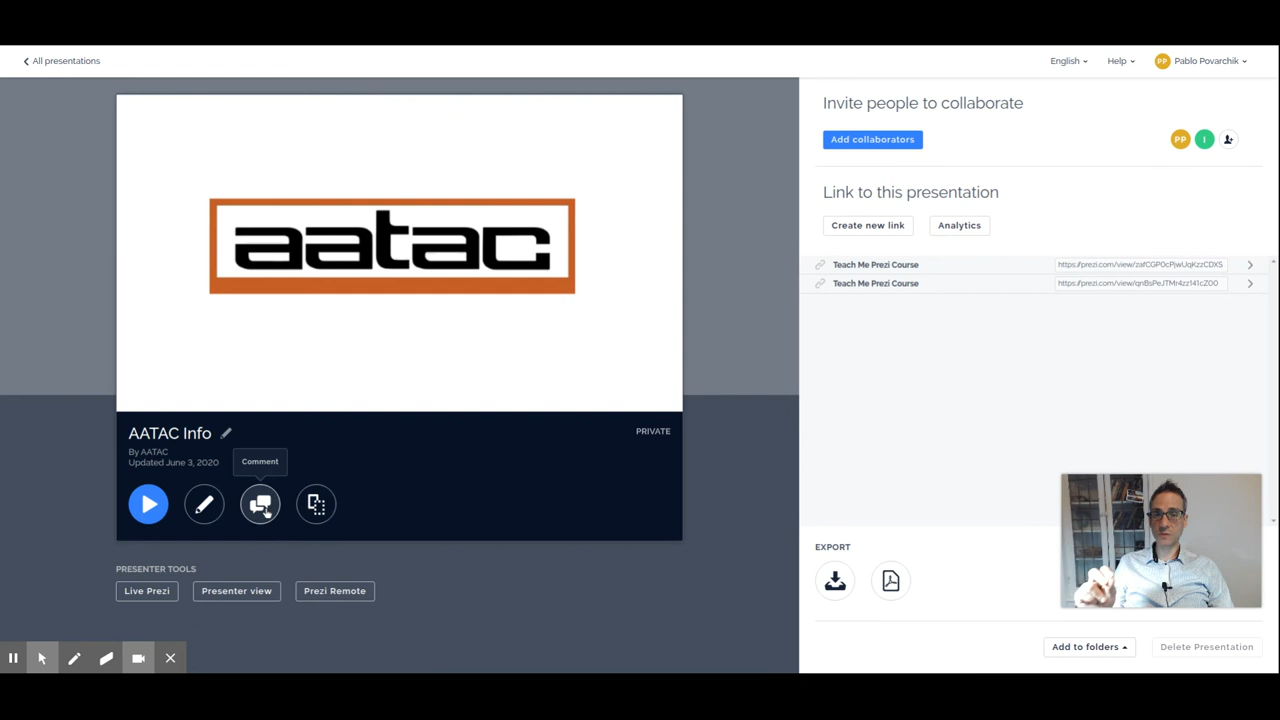 All presentations
English
Help
PP
Pablo Povarchik
aatac
AATAC Info
PRIVATE
By AATAC
Updated June 3, 2020
Comment
PRESENTER TOOLS
Live Prezi
Presenter view
Prezi Remote
Invite people to collaborate
Add collaborators
PP
I
Link to this presentation
Create new link
Analytics
Teach Me Prezi Course
https://prezi.com/view/zafCGP0cPjwUqKzzCDXS
Teach Me Prezi Course
https://prezi.com/view/qnBsPeJTMr4zz141cZ00
EXPORT
Add to folders
Delete Presentation